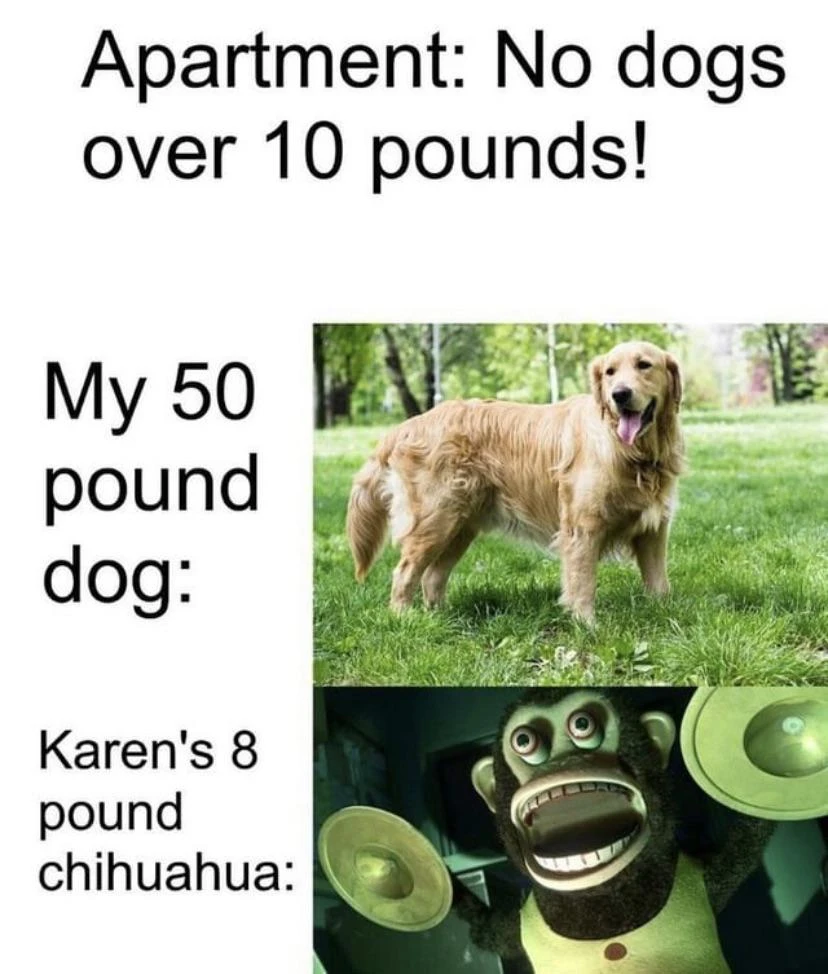 Apartment: No dogs
over 10 pounds!
My 50
pound
dog:
Karen's 8
pound
chihuahua: